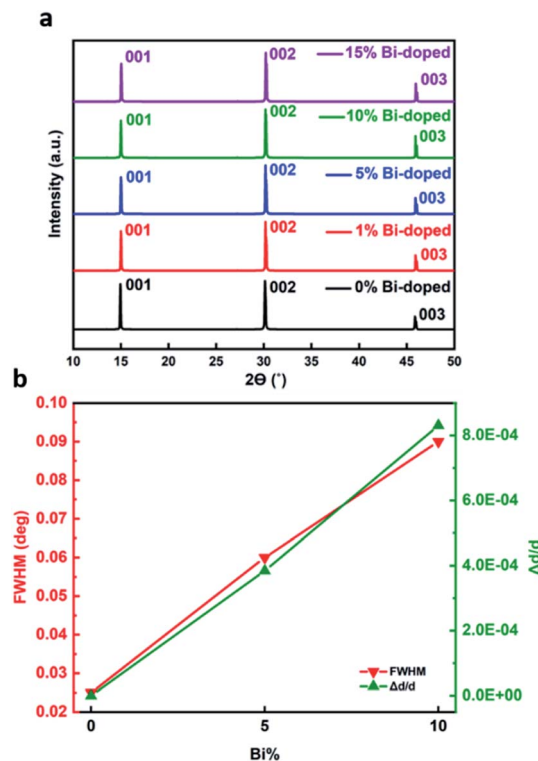 a
001 002 15% Bi-doped
003
001 002 10% Bi-doped
003
001 002 5% Bi-doped
003
001 002 1% Bi-doped
003
001 002 0% Bi-doped
003
Intensity (a.u.)
10 15 20 25 30 35 40 45 50
2Θ (°)
b
0.10
0.09
0.08
0.07
0.06
0.05
0.04
0.03
0.02
FWHM (deg)
8.0E-04
6.0E-04
4.0E-04
2.0E-04
0.0E+00
Δd/d
FWHM
Δd/d
0 5 10
Bi%